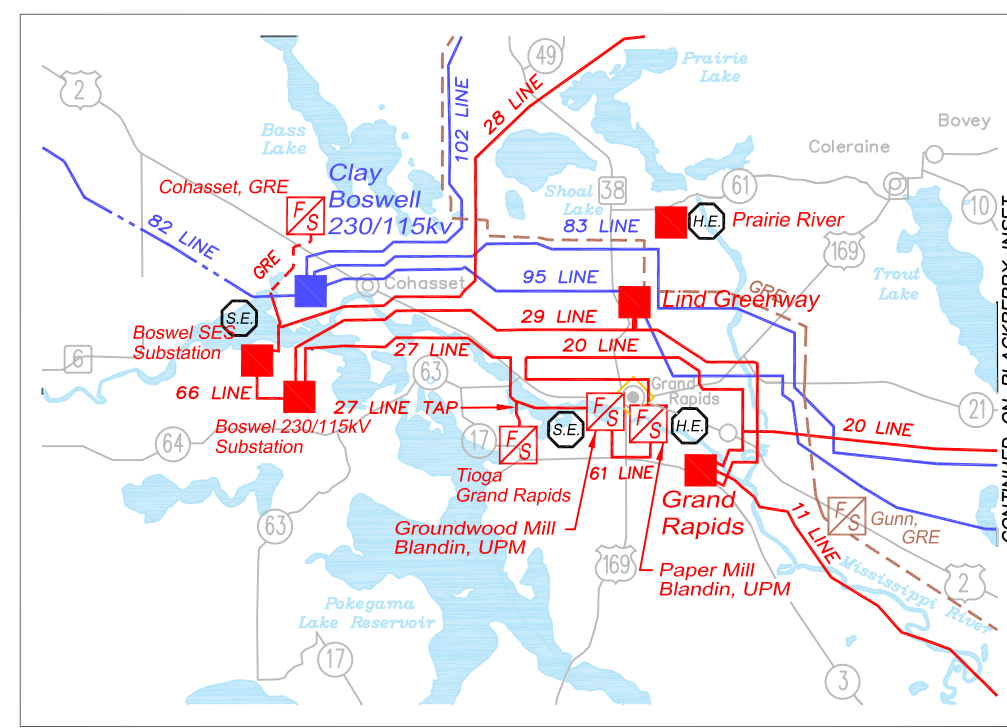 49
Prairie
Lake
2
102 LINE
28 LINE
Bovey
Bass
Lake
Coleraine
Clay
Boswell
230/115kv
Cohasset, GRE
F/S
Shoal
Lake
38
61
10
82 LINE
83 LINE
H.E.
Prairie River
169
GRE
95 LINE
Cohasset
GRE
Trout
Lake
Lind Greenway
S.E.
Boswel SES
Substation
29 LINE
20 LINE
27 LINE
6
63
66 LINE
27 LINE TAP
Grand
Rapids
21
Boswel 230/115KV
Substation
F/S
F/S
S.E.
H.E.
20 LINE
64
17
F/S
61 LINE
Tioga
Grand Rapids
Grand
Rapids
63
Groundwood Mill
Blandin, UPM
11 LINE
F/S
Gunn,
GRE
169
Paper Mill
Blandin, UPM
Mississippi River
2
Pokegama
Lake Reservoir
17
3
CONTINUED ON BLACKBERRY INSET